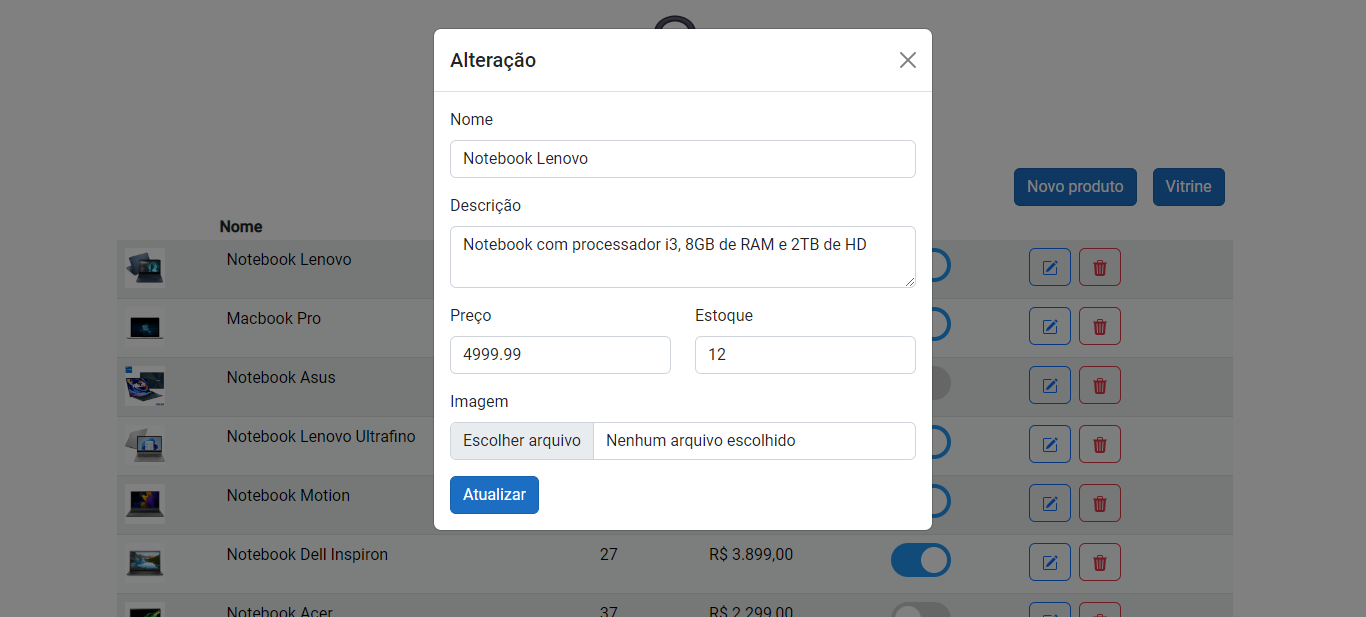 Alteração
Nome
Notebook Lenovo
Descrição
Notebook com processador i3, 8GB de RAM e 2TB de HD
Preço
Estoque
4999.99
12
Imagem
Escolher arquivo
Nenhum arquivo escolhido
Atualizar
Novo produto
Vitrine
Nome
Notebook Lenovo
Macbook Pro
Notebook Asus
Notebook Lenovo Ultrafino
Notebook Motion
Notebook Dell Inspiron 27 R$ 3.899,00
Notebook Acer 37 R$ 2.299,00